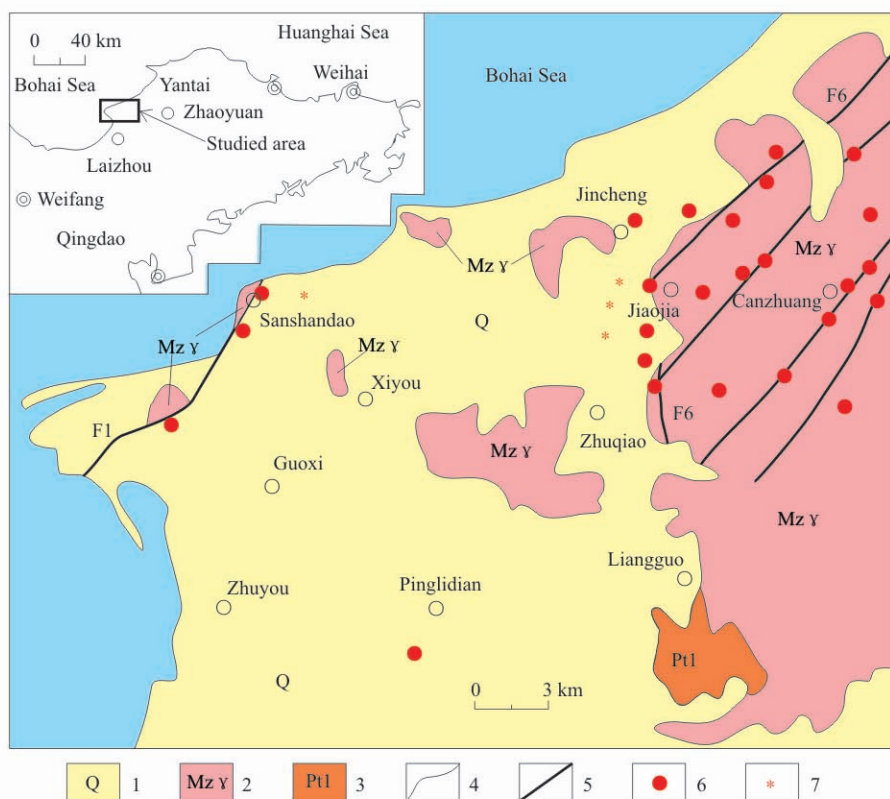 0 40 km
Huanghai Sea
Bohai Sea
Yantai
Weihai
Zhaoyuan
Studied area
Laizhou
Weifang
Qingdao
Bohai Sea
F6
Jincheng
Mz ɣ
Mz ɣ
Sanshandao
Q
Jiaojia
Canzhuang
Mz ɣ
Mz ɣ
Xiyou
F1
F6
Zhuqiao
Mz ɣ
Guoxi
Mz ɣ
Liangguo
Zhuyou
Pinglidian
Pt1
Q
0 3 km
Q 1 Mz ɣ 2 Pt1 3 4 5 6 * 7